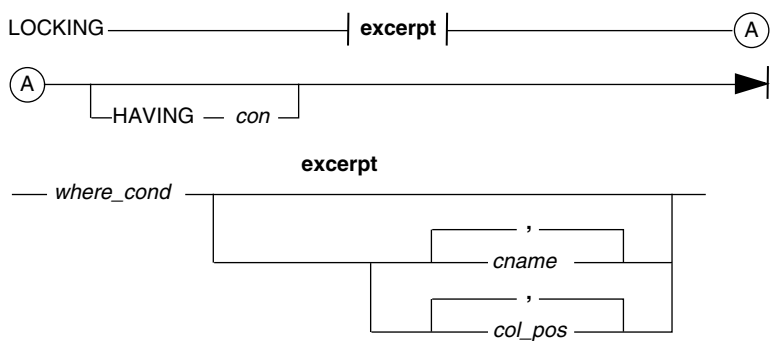 LOCKING excerpt A
A
HAVING con
excerpt
where_cond
,
cname
,
col_pos